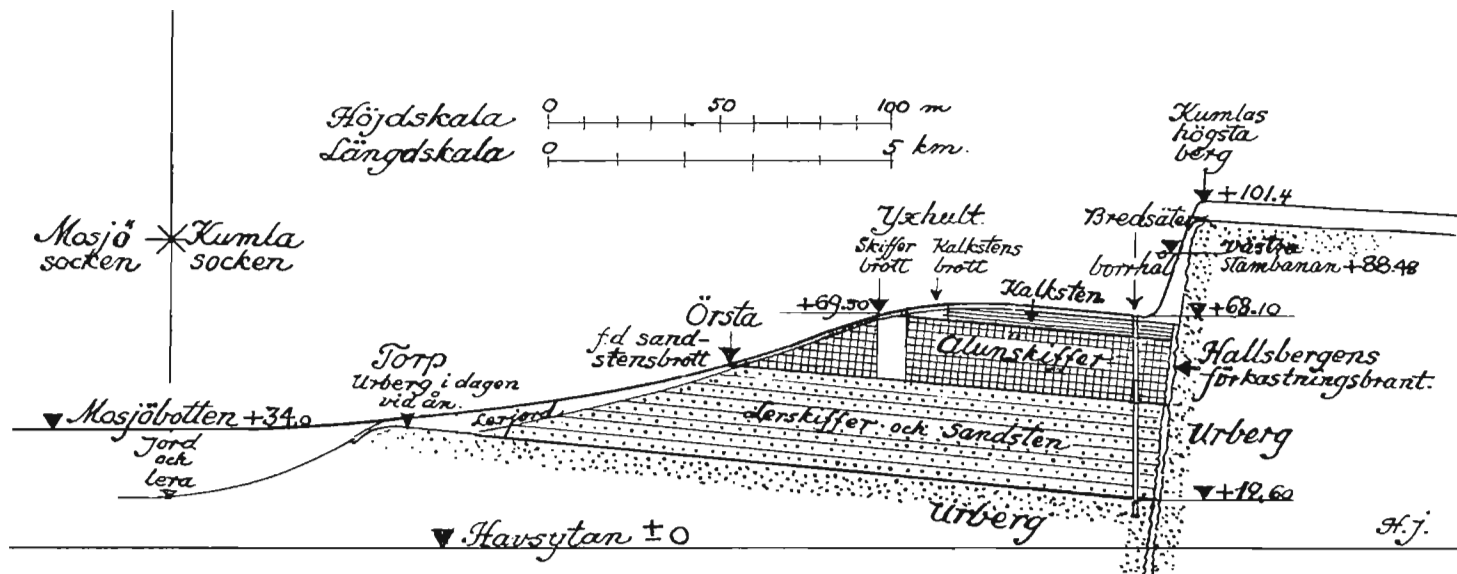 Höjdskala 0 50 100 m
Längdskala 0 5 km.
Mosjö
socken
Kumla
socken
Kumlas
högsta
berg
+101.4
Yxhult.
Skiffer
brott
Kalkstens
brott
Bredsäter
borrhål
västra
stambanan +88.48
+69.50
Kalksten
+68.10
Örsta
f.d sand-
stensbrott
Alunskiffer
Hallsbergens
förkastningsbrant.
Torp
Urberg i dagen
vid ån.
Mosjöbotten +34.0
Lerjord
Lerskiffer och Sandsten
Urberg
Jord
och
lera
Urberg
H.J.
Havsytan ±0